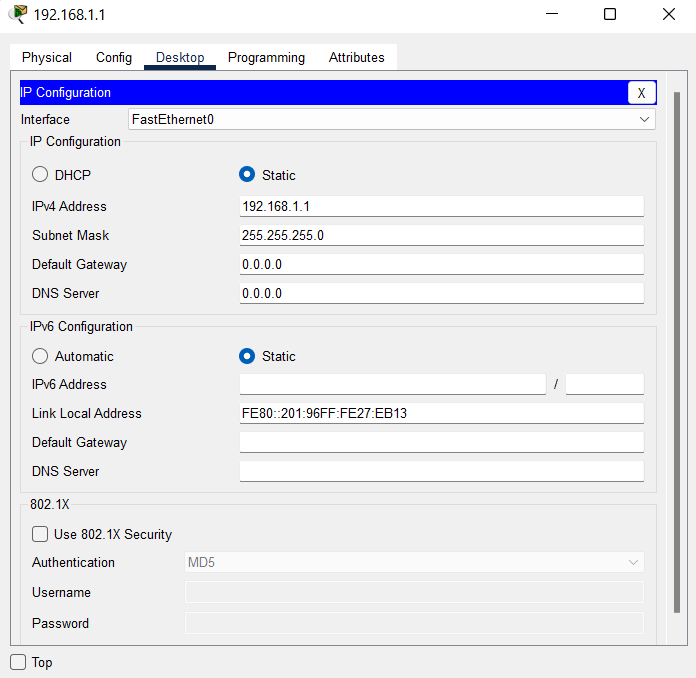 192.168.1.1
Physical Config Desktop Programming Attributes
IP Configuration X
Interface FastEthernet0
IP Configuration
DHCP Static
IPv4 Address 192.168.1.1
Subnet Mask 255.255.255.0
Default Gateway 0.0.0.0
DNS Server 0.0.0.0
IPv6 Configuration
Automatic Static
IPv6 Address /
Link Local Address FE80::201:96FF:FE27:EB13
Default Gateway
DNS Server
802.1X
Use 802.1X Security
Authentication MD5
Username
Password
Top